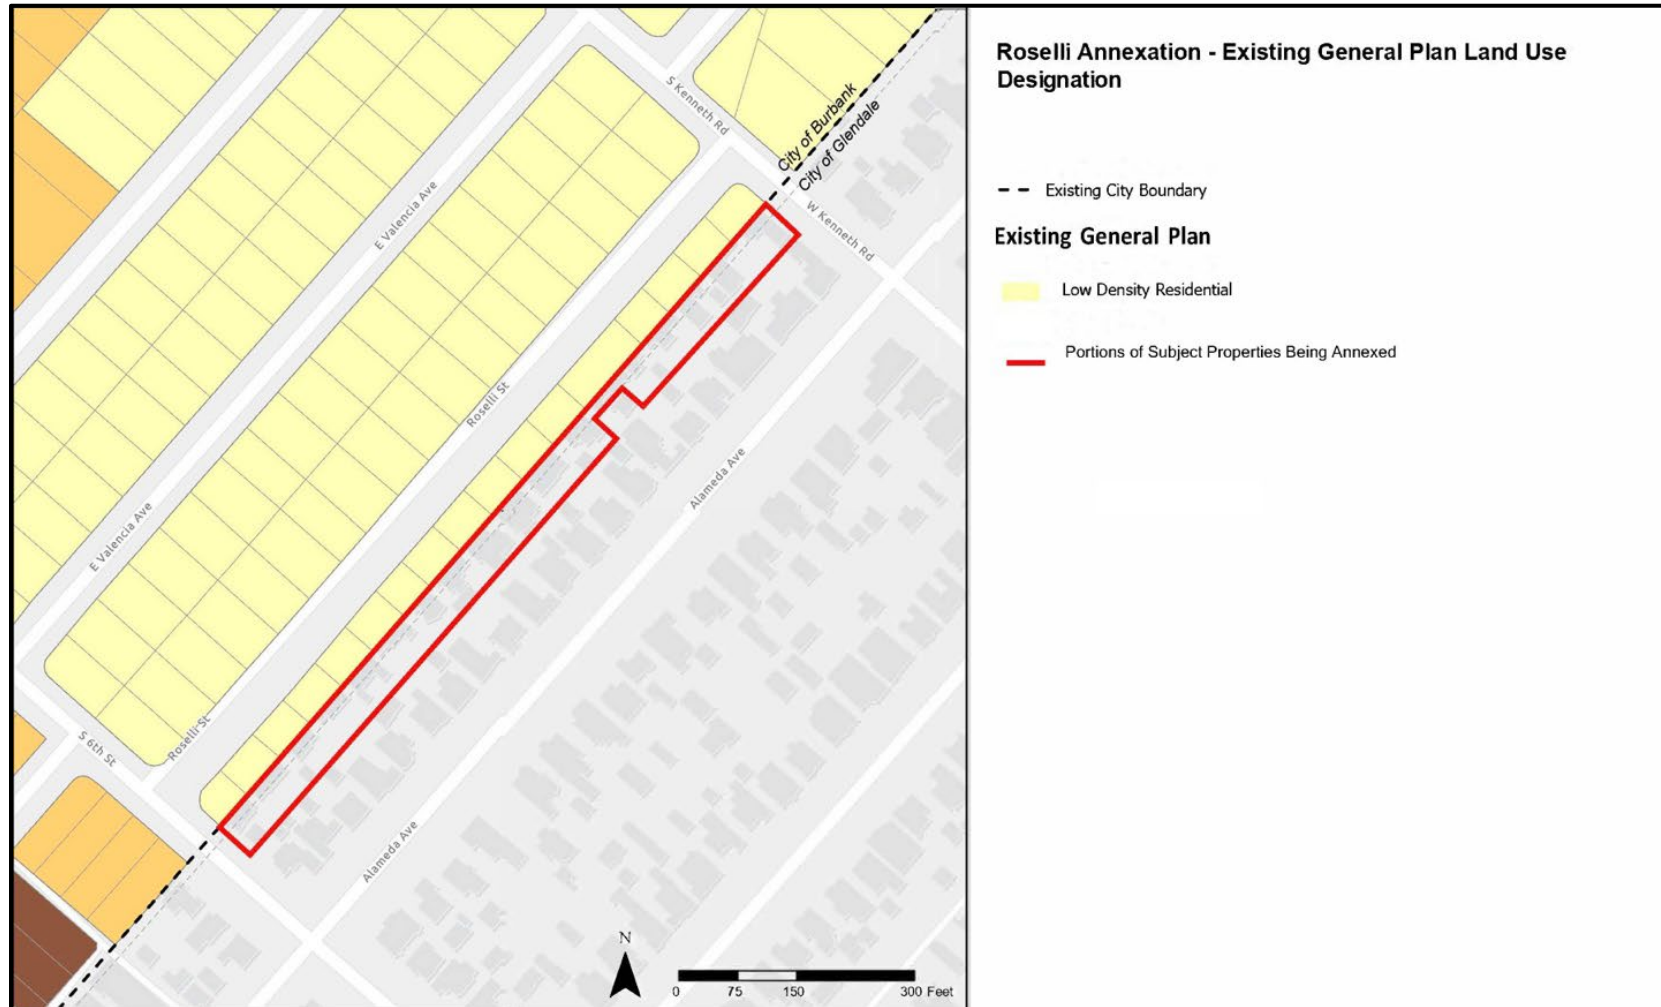 Roselli Annexation - Existing General Plan Land Use
Designation
Existing City Boundary
Existing General Plan
Low Density Residential
Portions of Subject Properties Being Annexed
S Kenneth Rd
City of Burbank
City of Glendale
W Kenneth Rd
E Valencia Ave
Roselli St
Alameda Ave
E Valencia Ave
Roselli St
S 6th St
Alameda Ave
N
0 75 150 300 Feet